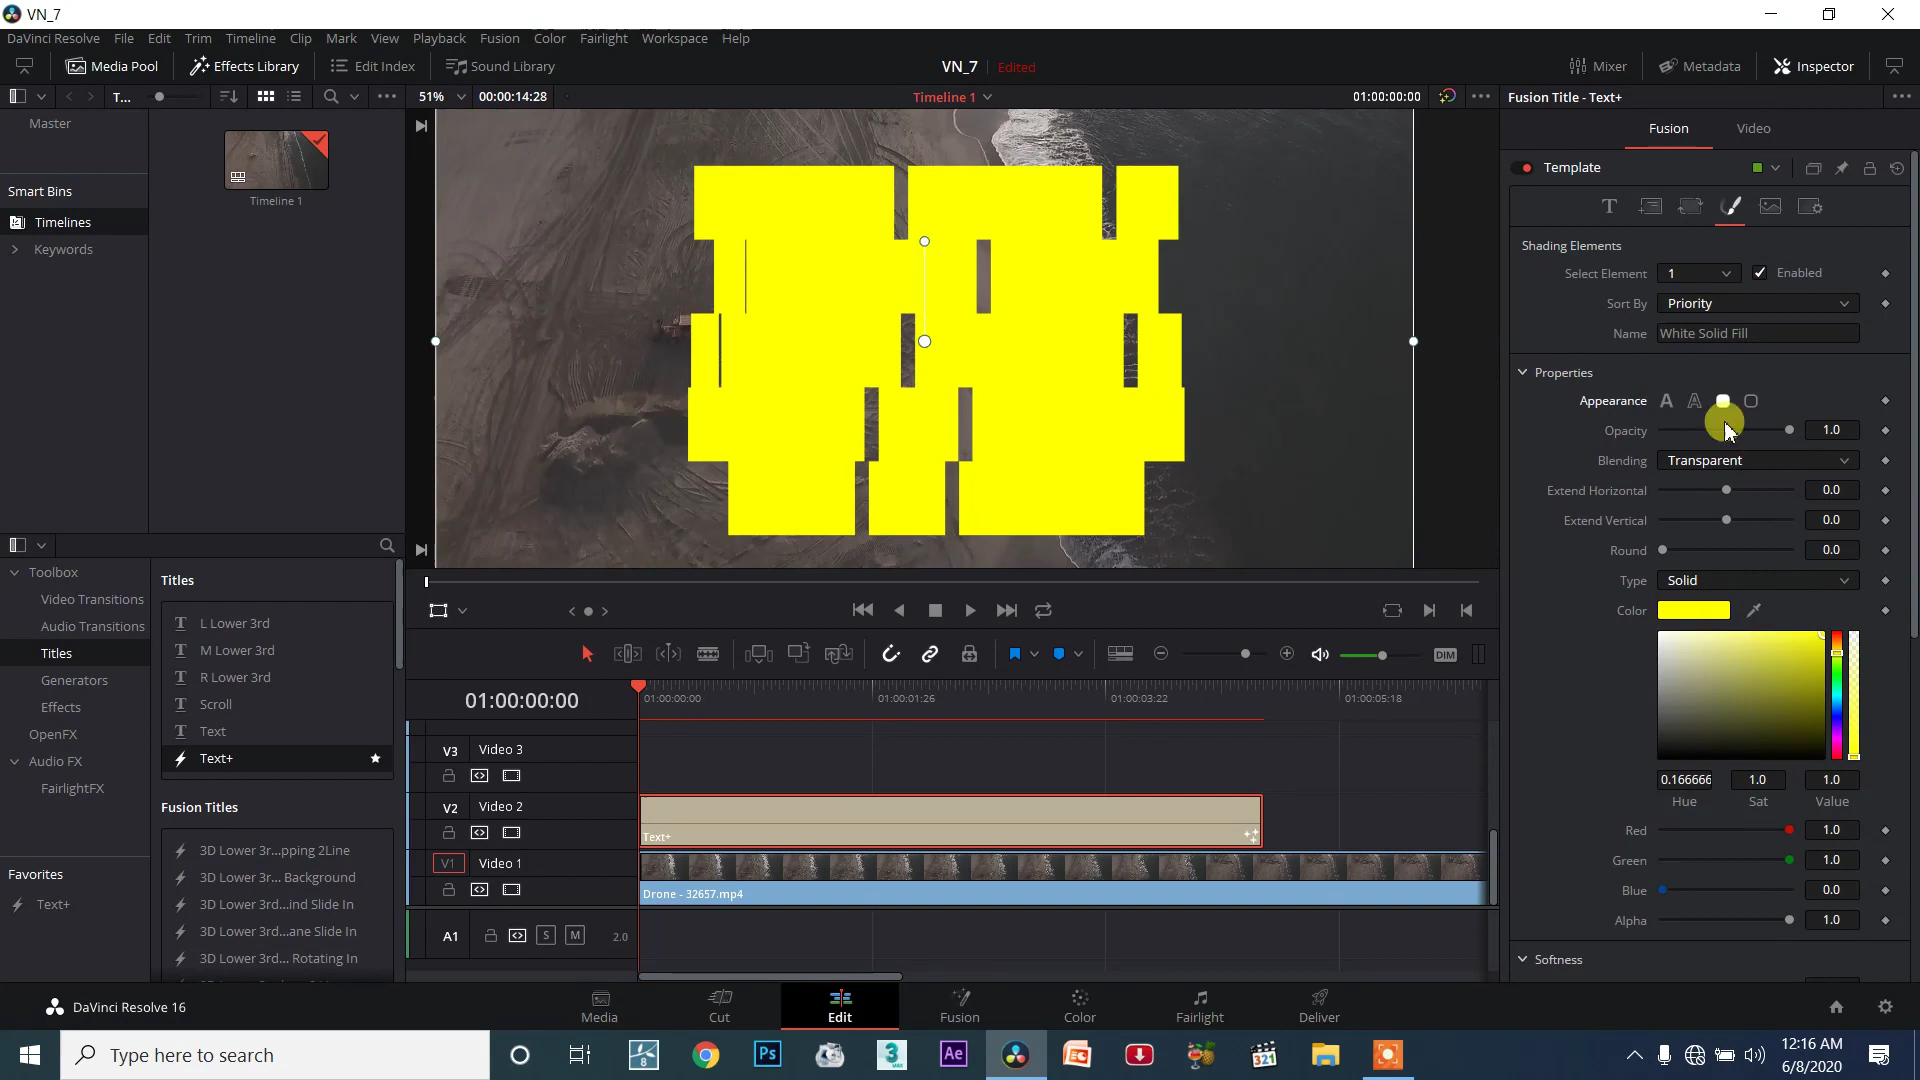 VN_7
DaVinci Resolve File Edit Trim Timeline Clip Mark View Playback Fusion Color Fairlight Workspace Help
Media Pool Effects Library Edit Index Sound Library VN_7 Edited Mixer Metadata Inspector
T... 51% 00:00:14:28 Timeline 1 01:00:00:00 Fusion Title - Text+
Master
Smart Bins
Timelines
Keywords
Timeline 1
Fusion Video
Template
Shading Elements
Select Element 1 Enabled
Sort By Priority
Name White Solid Fill
Properties
Appearance
Opacity 1.0
Blending Transparent
Extend Horizontal 0.0
Extend Vertical 0.0
Round 0.0
Type Solid
Color
0.166666 1.0 1.0
Hue Sat Value
Red 1.0
Green 1.0
Blue 0.0
Alpha 1.0
Softness
Toolbox
Video Transitions
Audio Transitions
Titles
Generators
Effects
OpenFX
Audio FX
FairlightFX
Favorites
Text+
Titles
L Lower 3rd
M Lower 3rd
R Lower 3rd
Scroll
Text
Text+
Fusion Titles
3D Lower 3r...pping 2Line
3D Lower 3r... Background
3D Lower 3rd...ind Slide In
3D Lower 3rd...ane Slide In
3D Lower 3rd... Rotating In
DIM
01:00:00:00 01:00:00:00 01:00:01:26 01:00:03:22 01:00:05:18
V3 Video 3
V2 Video 2
Text+
V1 Video 1
Drone - 32657.mp4
A1 S M 2.0
DaVinci Resolve 16
Media Cut Edit Fusion Color Fairlight Deliver
Type here to search
8
Ps
3
MAX
Ae
321
12:16 AM
6/8/2020